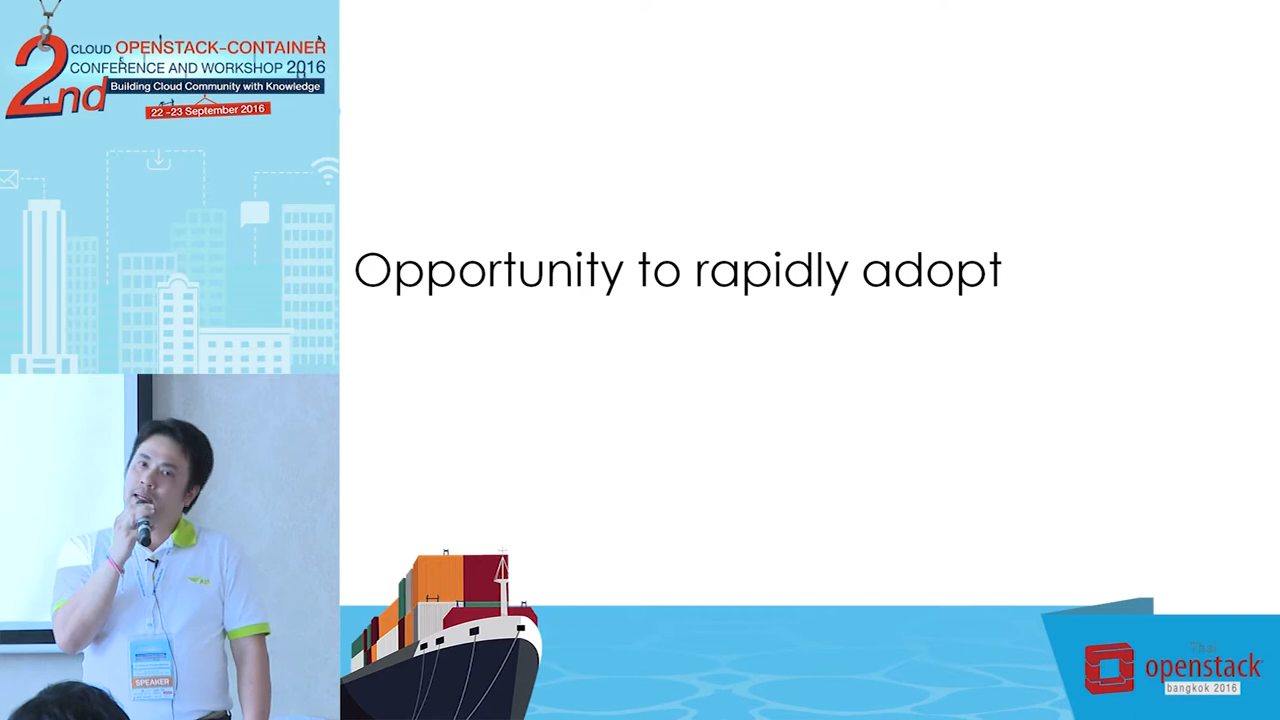 2nd
CLOUD OPENSTACK-CONTAINER
CONFERENCE AND WORKSHOP 2016
Building Cloud Community with Knowledge
22 -23 September 2016
Opportunity to rapidly adopt
SPEAKER
Thai
openstack
bangkok 2016